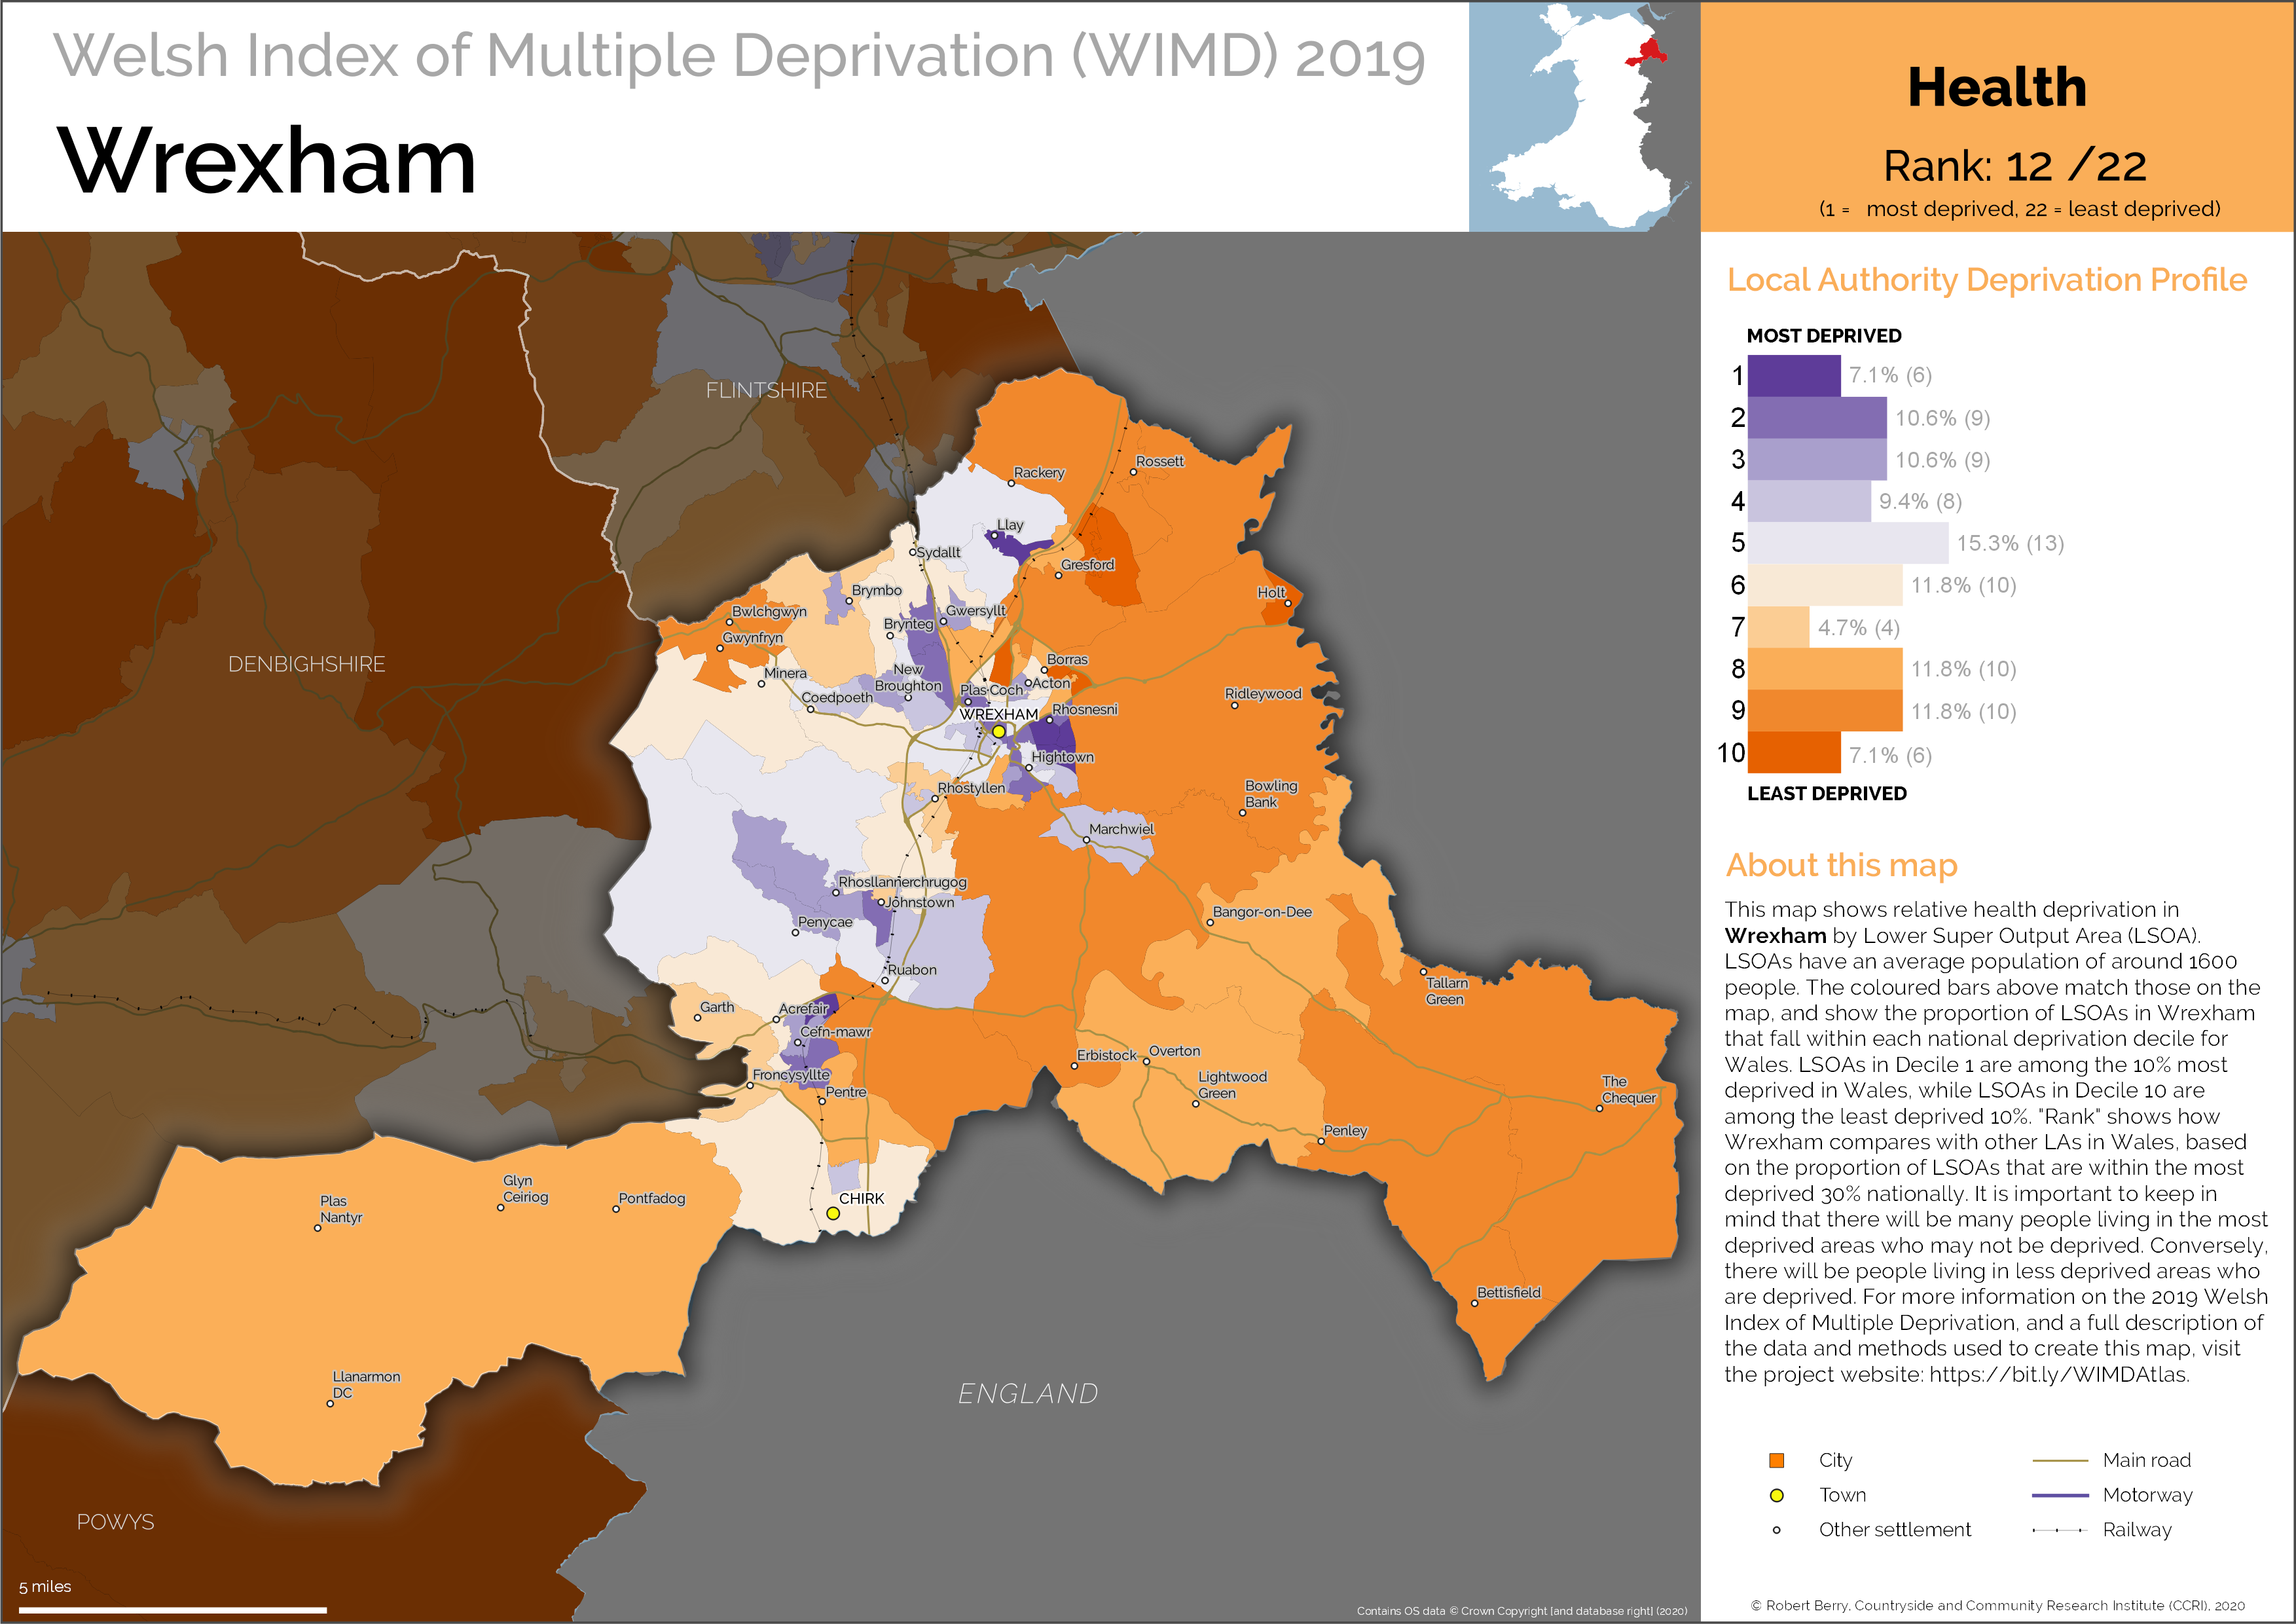 Welsh Index of Multiple Deprivation (WIMD) 2019
Wrexham
Health
Rank: 12 /22
(1 = most deprived, 22 = least deprived)
Local Authority Deprivation Profile
MOST DEPRIVED
1 7.1% (6)
2 10.6% (9)
3 10.6% (9)
4 9.4% (8)
5 15.3% (13)
6 11.8% (10)
7 4.7% (4)
8 11.8% (10)
9 11.8% (10)
10 7.1% (6)
LEAST DEPRIVED
About this map
This map shows relative health deprivation in
Wrexham by Lower Super Output Area (LSOA).
LSOAs have an average population of around 1600
people. The coloured bars above match those on the
map, and show the proportion of LSOAs in Wrexham
that fall within each national deprivation decile for
Wales. LSOAs in Decile 1 are among the 10% most
deprived in Wales, while LSOAs in Decile 10 are
among the least deprived 10%. "Rank" shows how
Wrexham compares with other LAs in Wales, based
on the proportion of LSOAs that are within the most
deprived 30% nationally. It is important to keep in
mind that there will be many people living in the most
deprived areas who may not be deprived. Conversely,
there will be people living in less deprived areas who
are deprived. For more information on the 2019 Welsh
Index of Multiple Deprivation, and a full description of
the data and methods used to create this map, visit
the project website: https://bit.ly/WIMDAtlas.
City
Town
Other settlement
Main road
Motorway
Railway
© Robert Berry, Countryside and Community Research Institute (CCRI), 2020
FLINTSHIRE
DENBIGHSHIRE
POWYS
ENGLAND
Rackery
Rossett
Llay
Sydallt
Gresford
Holt
Brymbo
Bwlchgwyn
Gwersyllt
Brynteg
Gwynfryn
Minera
New
Broughton
Borras
Plas Coch
Acton
Coedpoeth
Ridleywood
WREXHAM
Rhosnesni
Hightown
Rhostyllen
Bowling
Bank
Marchwiel
Rhosllannerchrugog
Johnstown
Penycae
Bangor-on-Dee
Ruabon
Tallarn
Green
Garth
Acrefair
Cefn-mawr
Erbistock
Overton
Froncysyllte
Pentre
Lightwood
Green
The
Chequer
Penley
Glyn
Ceiriog
Plas
Nantyr
Pontfadog
CHIRK
Bettisfield
Llanarmon
DC
5 miles
Contains OS data © Crown Copyright [and database right] (2020)